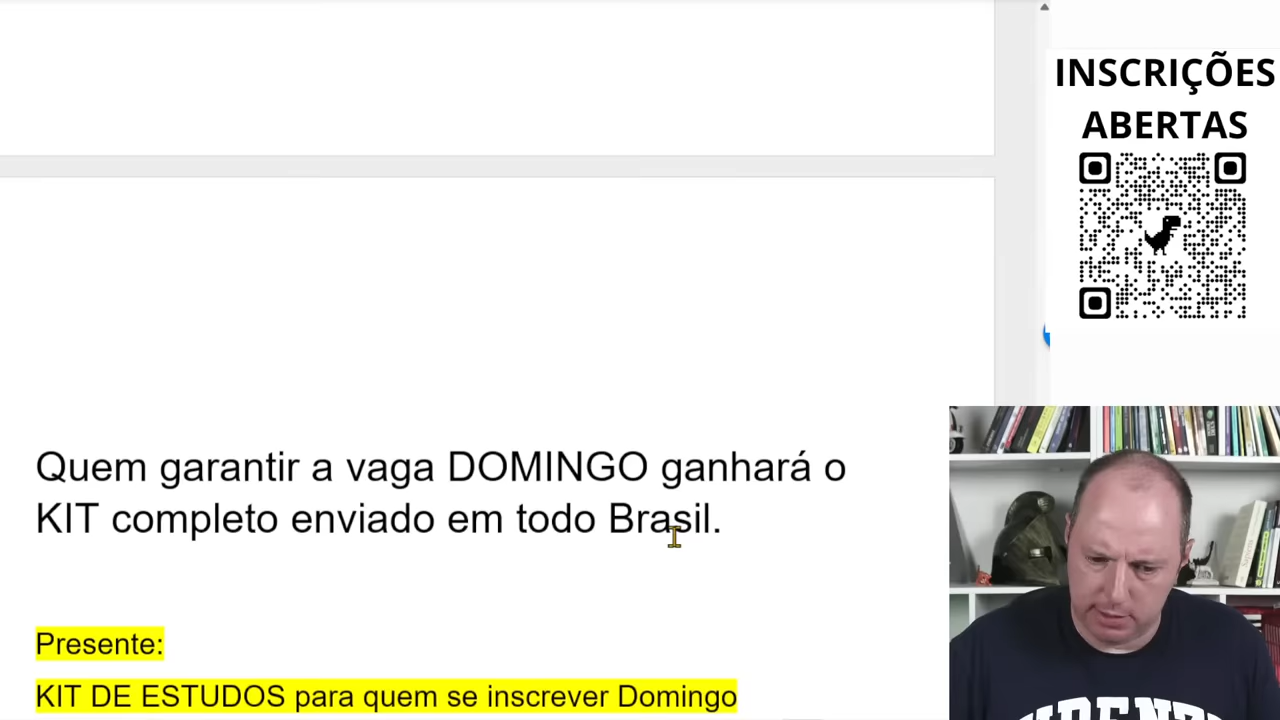 INSCRIÇÕES
ABERTAS
Quem garantir a vaga DOMINGO ganhará o
KIT completo enviado em todo Brasil.
Presente:
KIT DE ESTUDOS para quem se inscrever Domingo